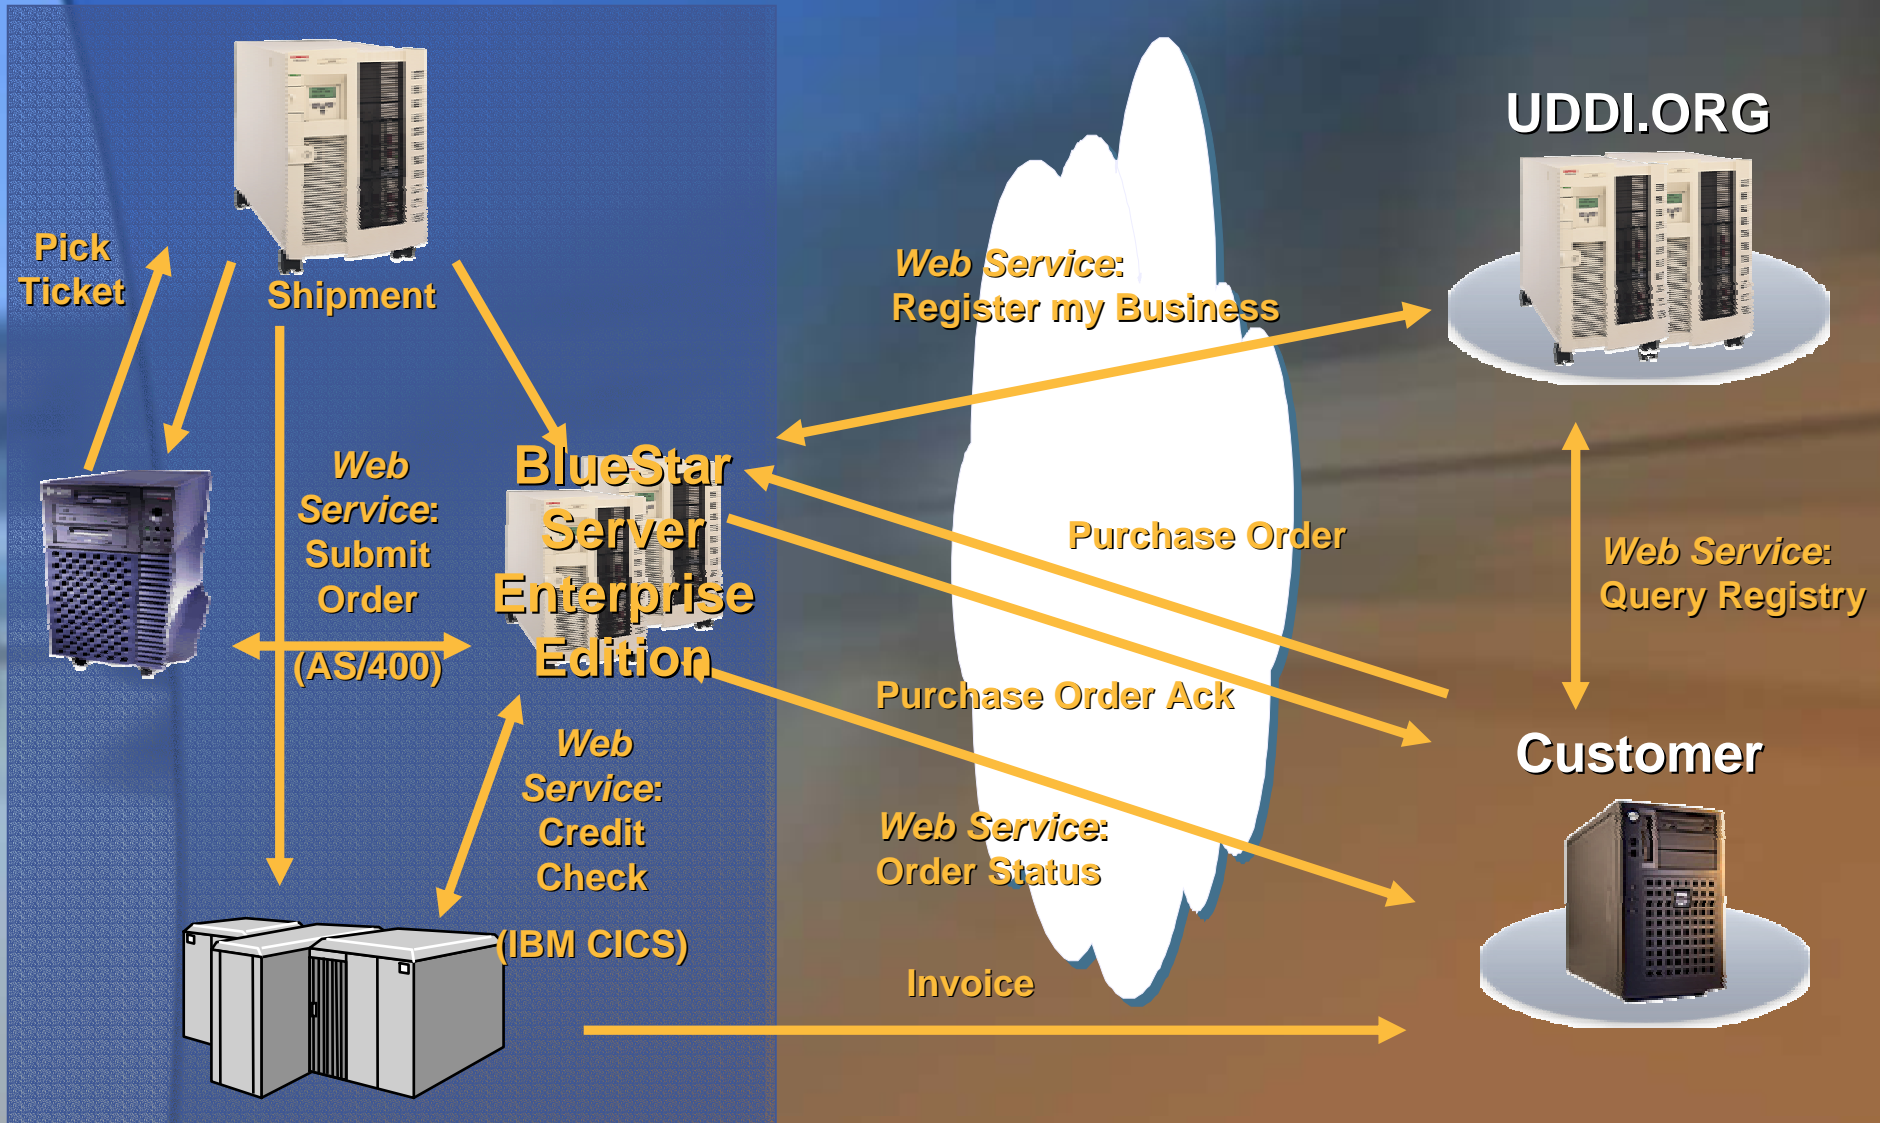 UDDI.ORG
Pick
Ticket
Shipment
Web Service:
Register my Business
Web
Service:
Submit
Order
(AS/400)
BlueStar
Server
Enterprise
Edition
Purchase Order
Web Service:
Query Registry
Purchase Order Ack
Customer
Web
Service:
Credit
Check
(IBM CICS)
Web Service:
Order Status
Invoice